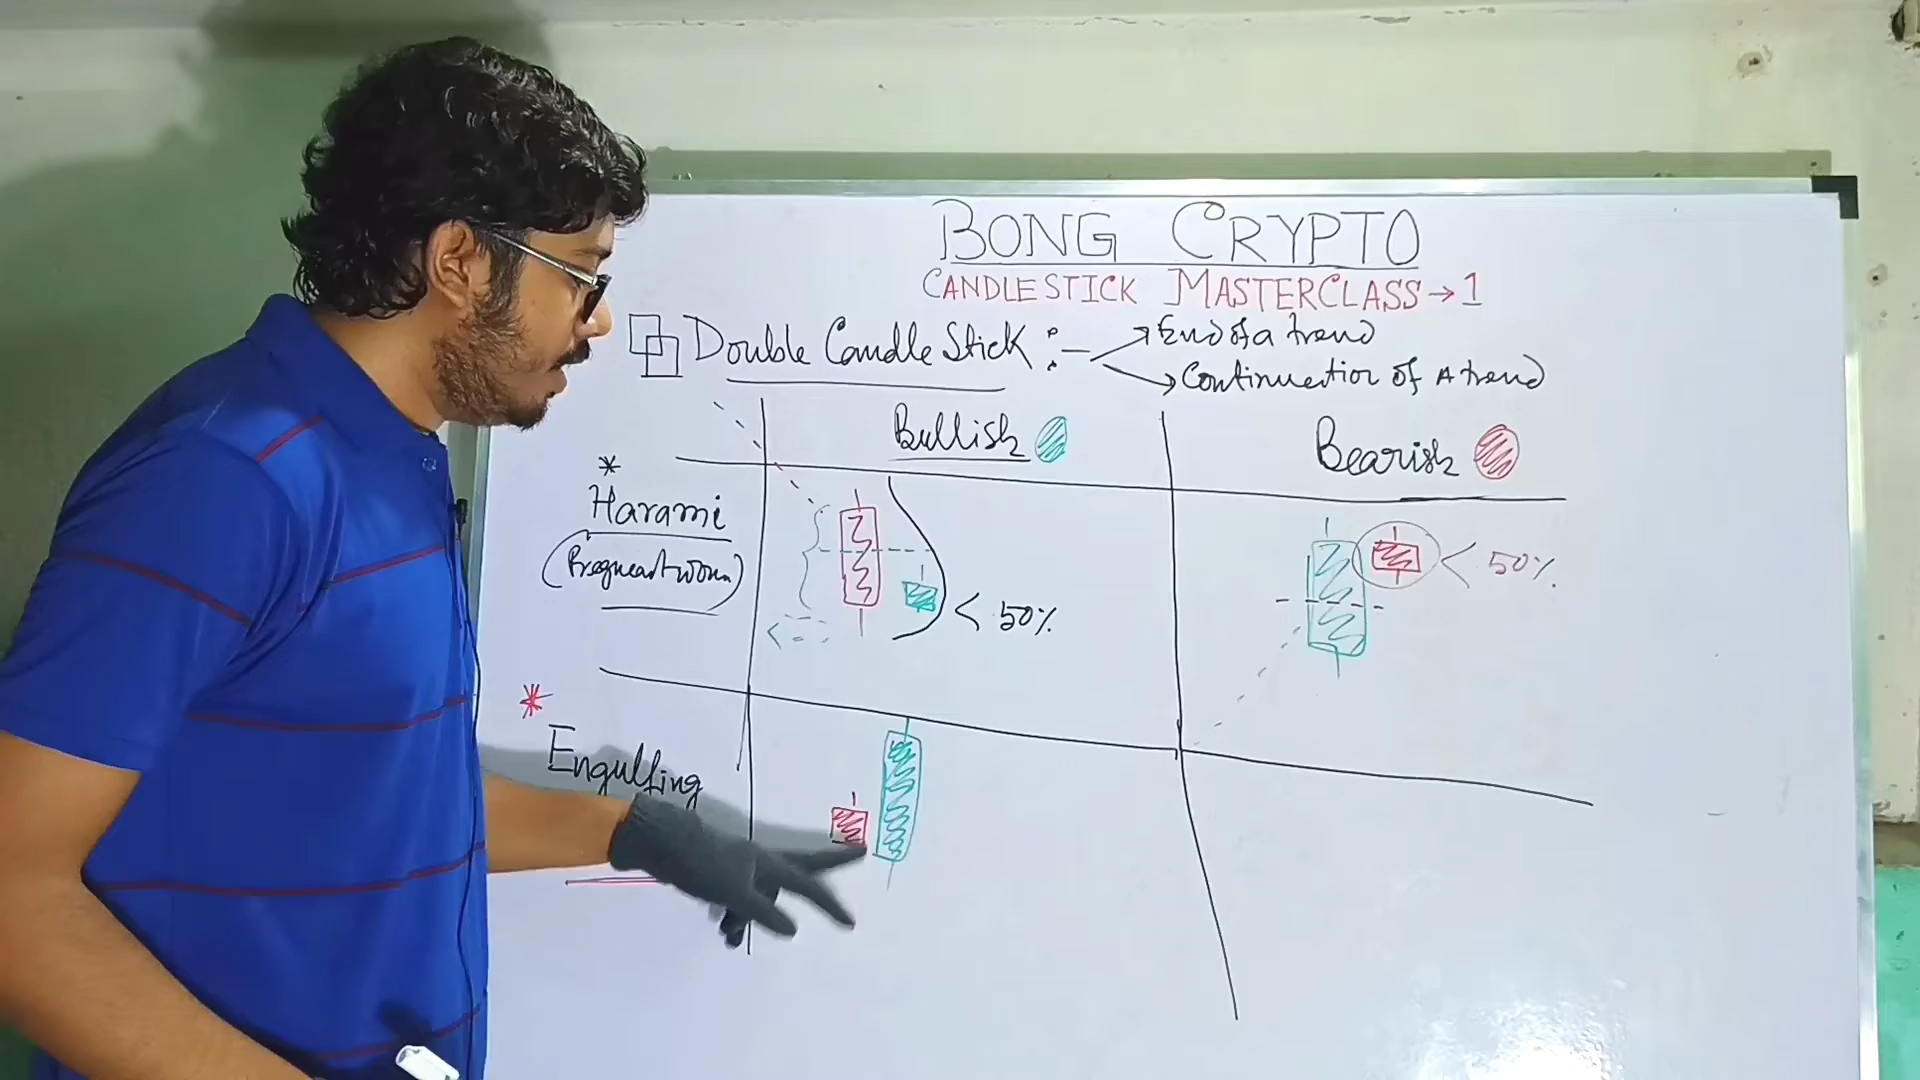 BONG CRYPTO
CANDLESTICK MASTERCLASS → 1
Double Candle Stick :-
→ End of a trend
→ Continuation of A trend
Bullish
Bearish
*
Harami
(Pregnant woman)
< 50%
< 50%
*
Engulfing